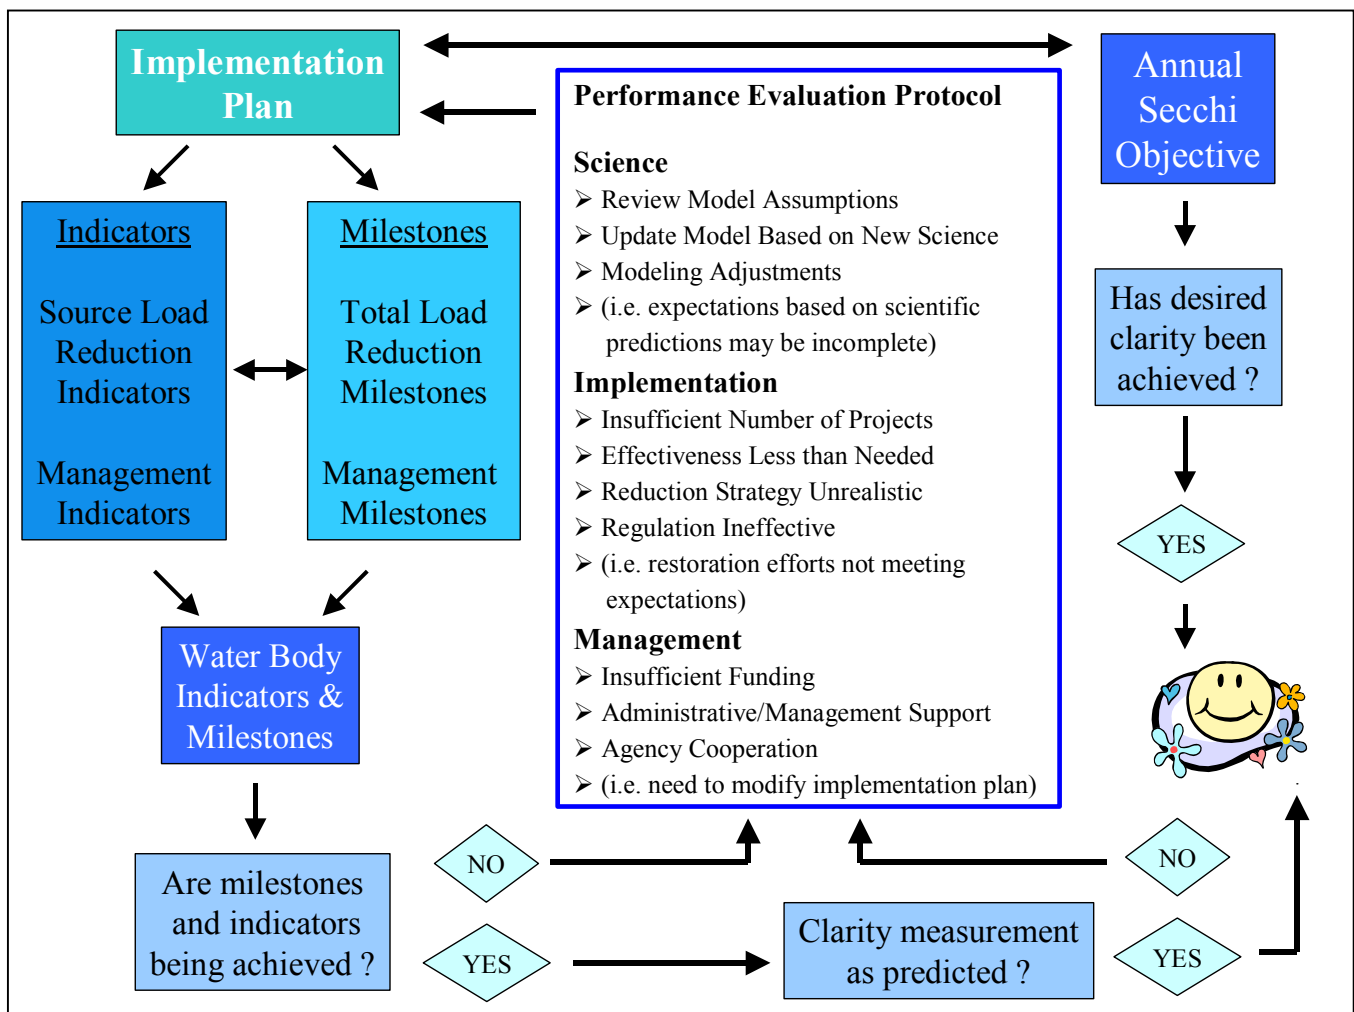 Implementation
Plan
Indicators
Source Load
Reduction
Indicators
Management
Indicators
Milestones
Total Load
Reduction
Milestones
Management
Milestones
Water Body
Indicators &
Milestones
Are milestones
and indicators
being achieved ?
NO
YES
Performance Evaluation Protocol
Science
➢ Review Model Assumptions
➢ Update Model Based on New Science
➢ Modeling Adjustments
➢ (i.e. expectations based on scientific
predictions may be incomplete)
Implementation
➢ Insufficient Number of Projects
➢ Effectiveness Less than Needed
➢ Reduction Strategy Unrealistic
➢ Regulation Ineffective
➢ (i.e. restoration efforts not meeting
expectations)
Management
➢ Insufficient Funding
➢ Administrative/Management Support
➢ Agency Cooperation
➢ (i.e. need to modify implementation plan)
Clarity measurement
as predicted ?
NO
YES
Annual
Secchi
Objective
Has desired
clarity been
achieved ?
YES